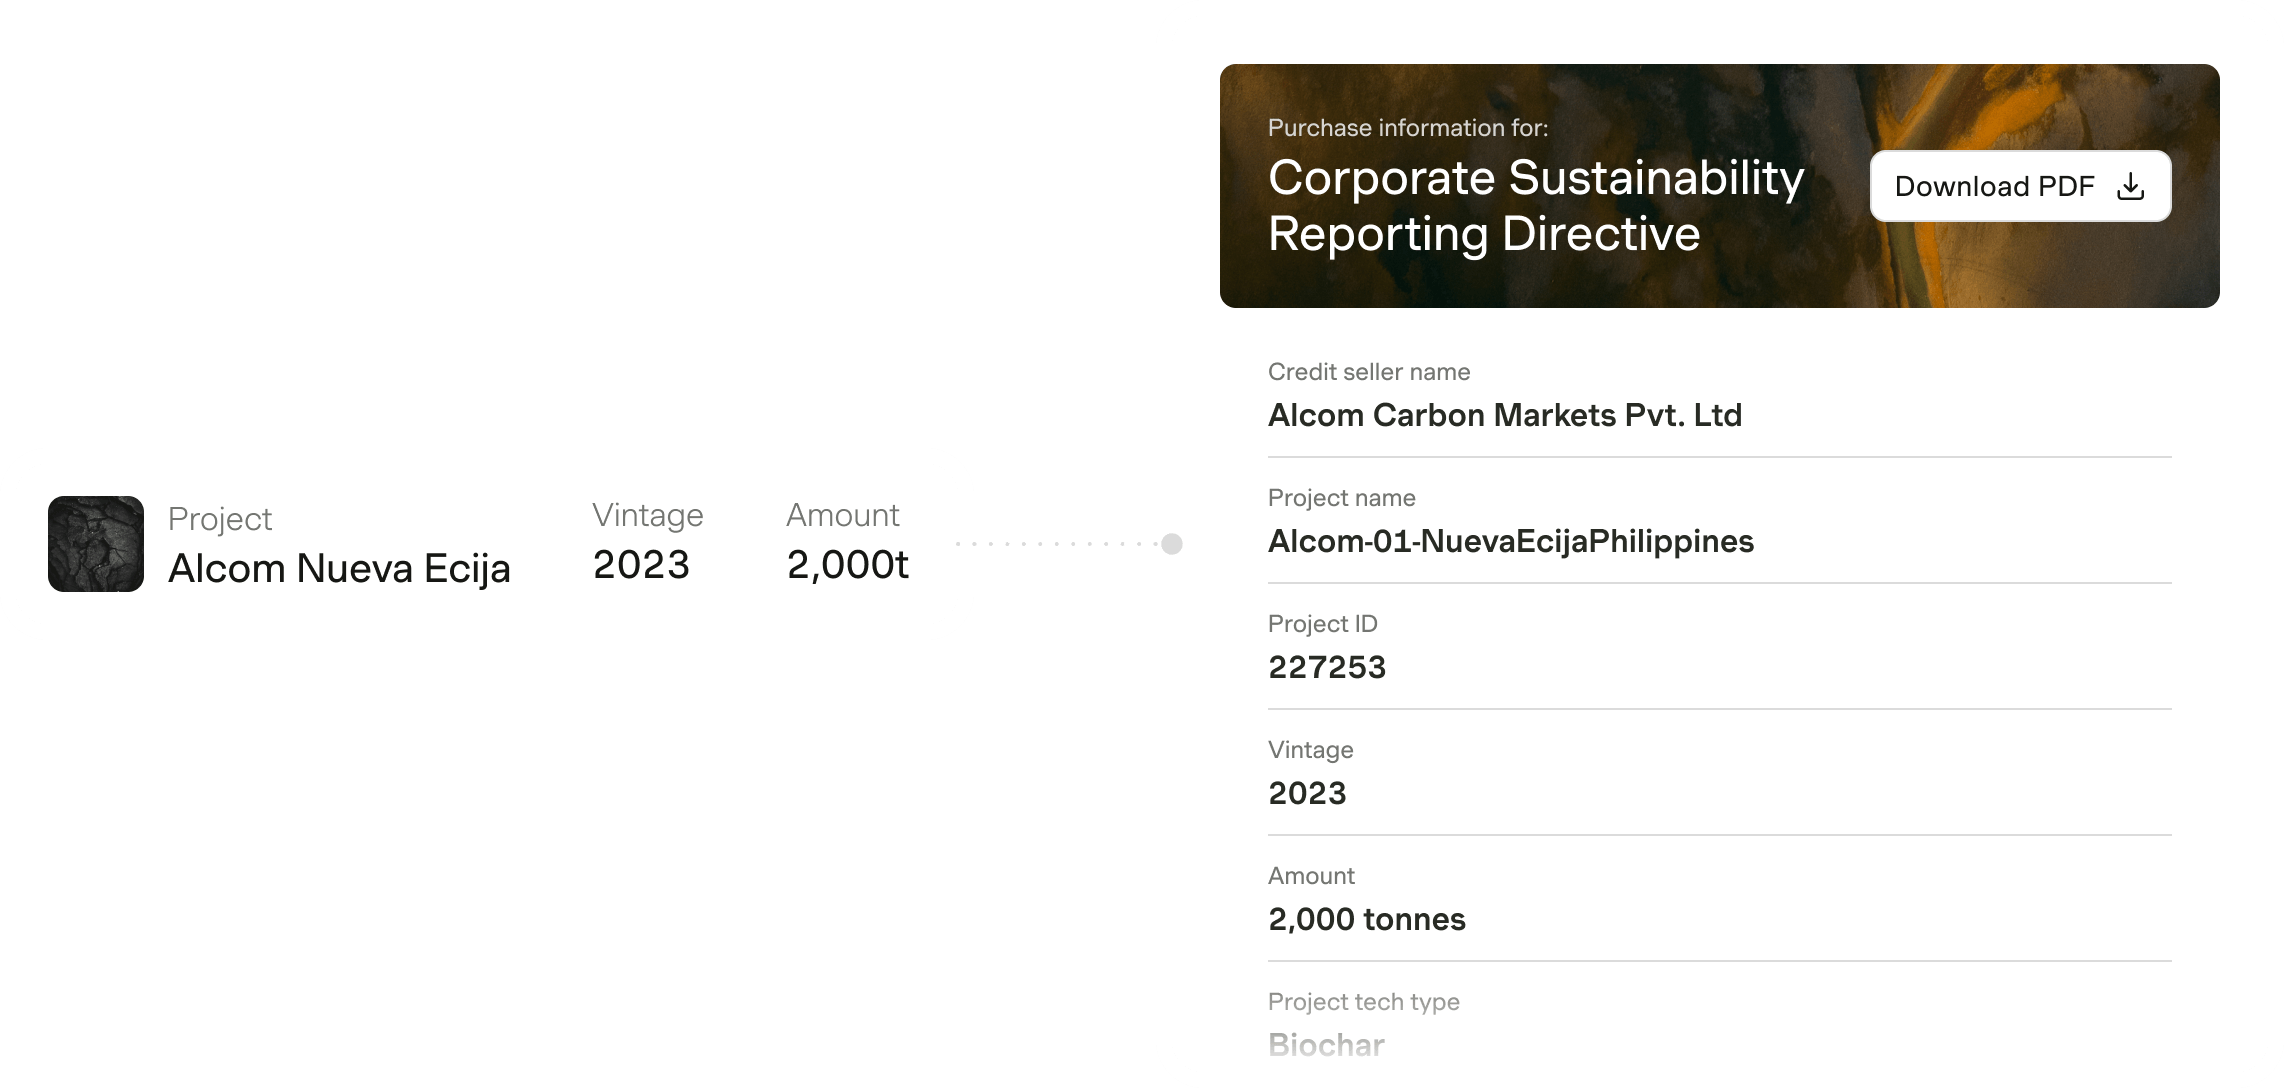 Project
Alcom Nueva Ecija
Vintage
2023
Amount
2,000t
Purchase information for:
Corporate Sustainability
Reporting Directive
Download PDF
Credit seller name
Alcom Carbon Markets Pvt. Ltd
Project name
Alcom-01-NuevaEcijaPhilippines
Project ID
227253
Vintage
2023
Amount
2,000 tonnes
Project tech type
Biochar